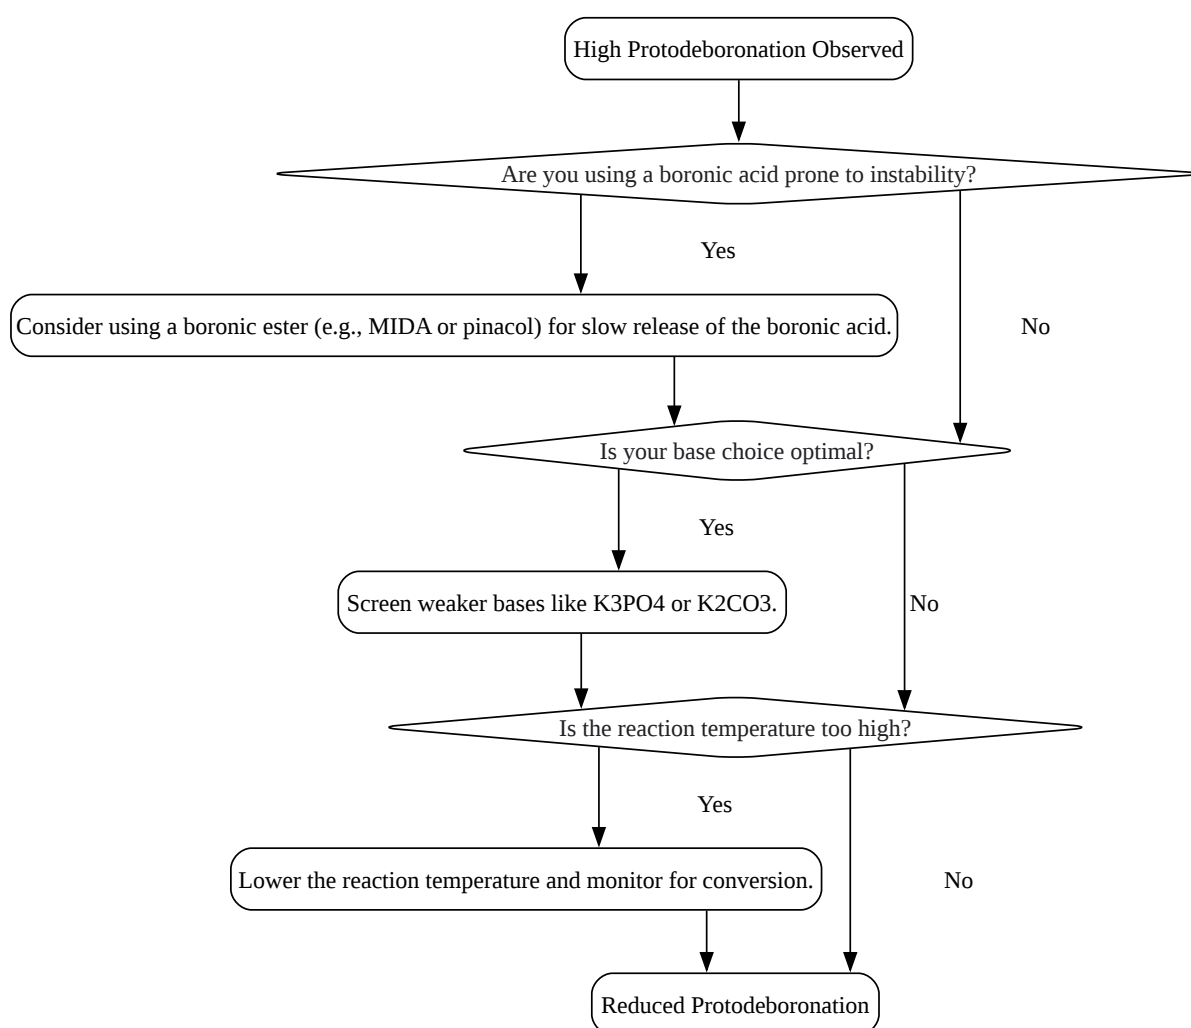 High Protodeboronation Observed
Are you using a boronic acid prone to instability?
Yes
Consider using a boronic ester (e.g., MIDA or pinacol) for slow release of the boronic acid.
No
Is your base choice optimal?
Yes
Screen weaker bases like K3PO4 or K2CO3.
No
Is the reaction temperature too high?
Yes
Lower the reaction temperature and monitor for conversion.
No
Reduced Protodeboronation